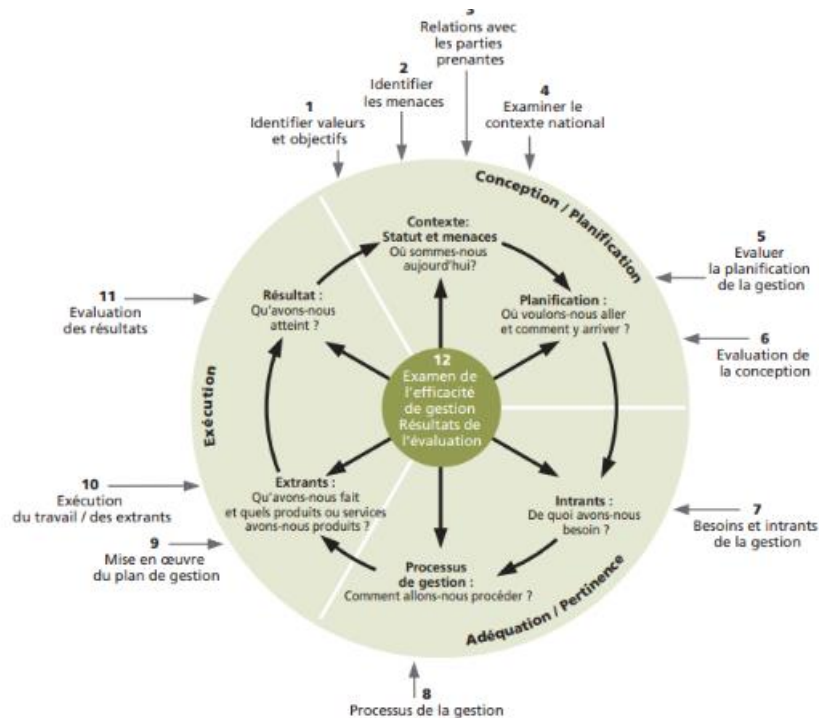 3
Relations avec
les parties
prenantes
2
Identifier
les menaces
1
Identifier valeurs
et objectifs
4
Examiner le
contexte national
Conception / Planification
Contexte:
Statut et menaces
Où sommes-nous
aujourd'hui?
5
Evaluer
la planification
de la gestion
11
Evaluation
des résultats
Résultat :
Qu'avons-nous
atteint ?
Planification :
Où voulons-nous aller
et comment y arriver ?
6
Evaluation de
la conception
12
Examen de
l'efficacité
de gestion
Résultats de
l'évaluation
Exécution
10
Exécution
du travail / des extrants
Extrants :
Qu'avons-nous fait
et quels produits ou services
avons-nous produits ?
Intrants :
De quoi avons-nous
besoin ?
7
Besoins et intrants
de la gestion
9
Mise en œuvre
du plan de gestion
Processus
de gestion :
Comment allons-nous procéder ?
Adéquation / Pertinence
8
Processus de la gestion